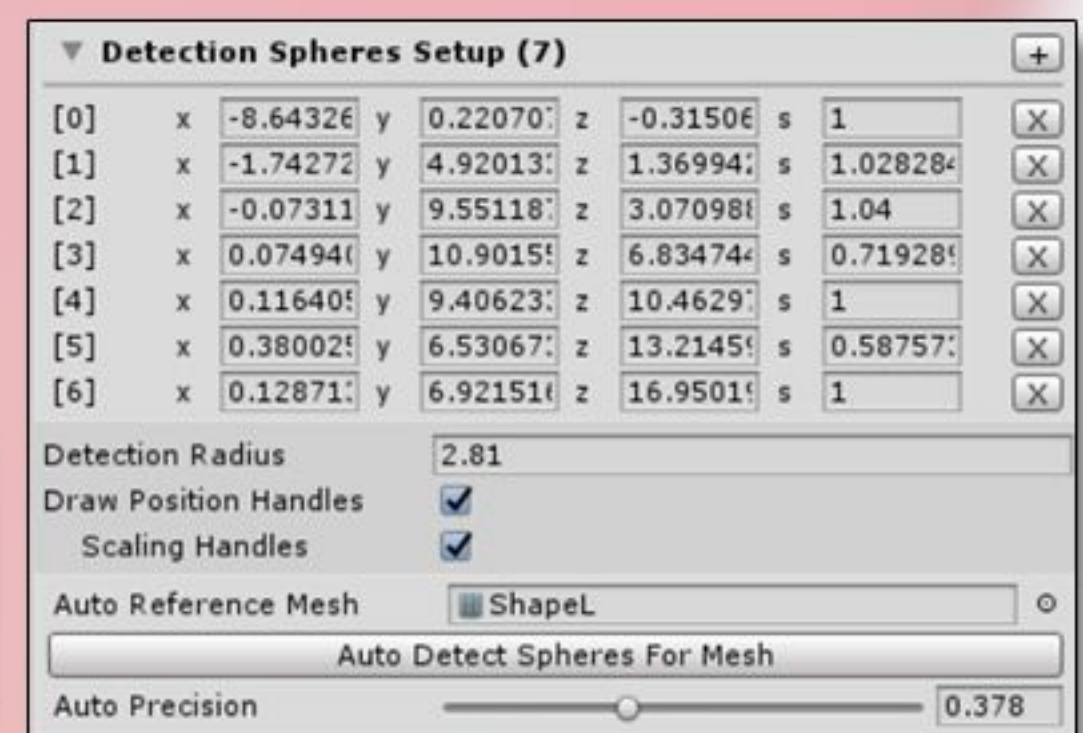 ▼ Detection Spheres Setup (7) +
[0] x -8.64326 y 0.22070 z -0.31506 s 1 X
[1] x -1.74272 y 4.92013 z 1.36994 s 1.028284 X
[2] x -0.07311 y 9.55118 z 3.07098 s 1.04 X
[3] x 0.07494 y 10.9015 z 6.834744 s 0.71928 X
[4] x 0.11640 y 9.40623 z 10.4629 s 1 X
[5] x 0.38002 y 6.53067 z 13.2145 s 0.58757 X
[6] x 0.12871 y 6.92151 z 16.9501 s 1 X
Detection Radius 2.81
Draw Position Handles
Scaling Handles
Auto Reference Mesh ShapeL
Auto Detect Spheres For Mesh
Auto Precision 0.378